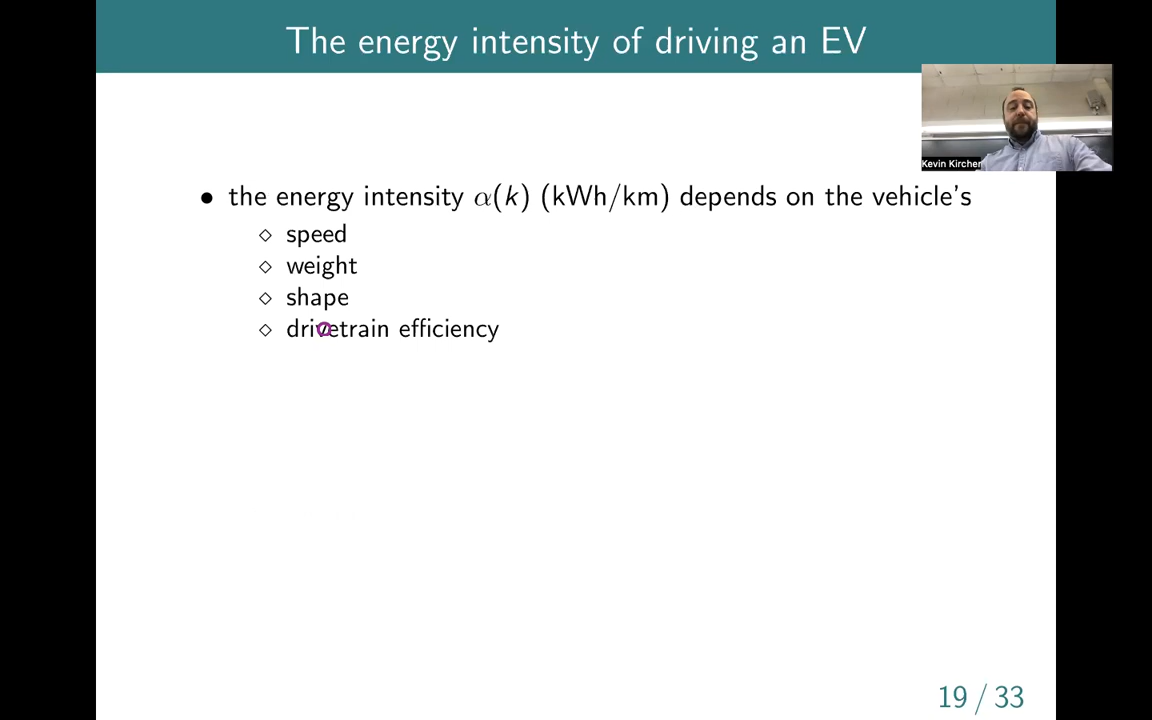 The energy intensity of driving an EV
Kevin Kircher
• the energy intensity α(k) (kWh/km) depends on the vehicle's
◇ speed
◇ weight
◇ shape
◇ drivetrain efficiency
19 / 33